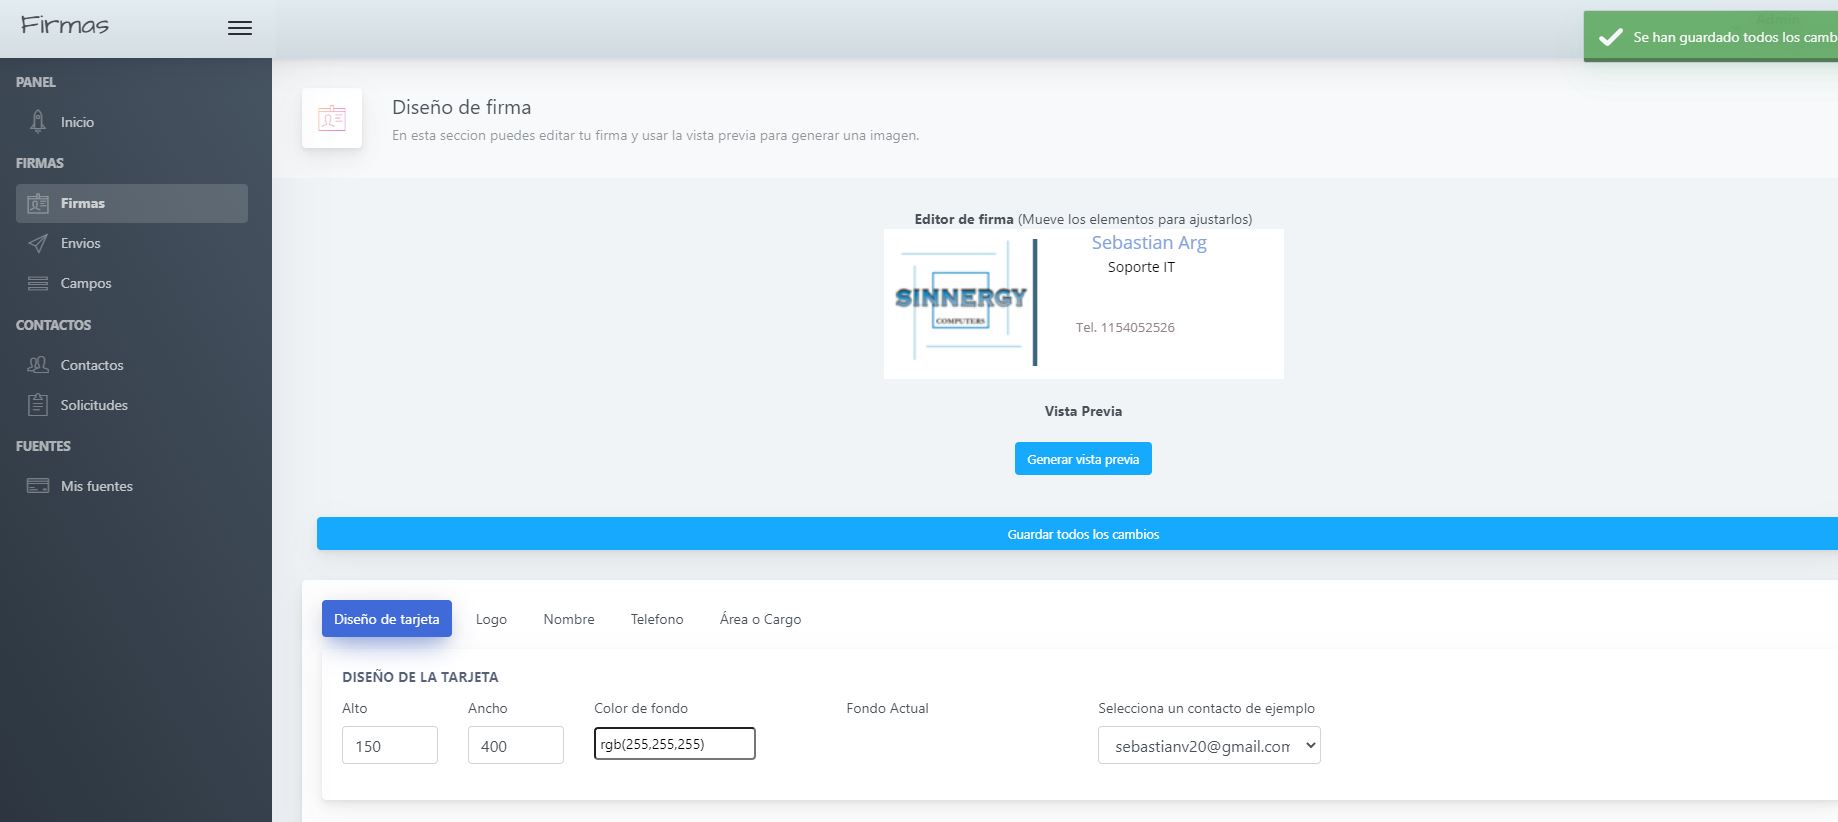 Firmas
Admin
Se han guardado todos los camb
PANEL
Inicio
FIRMAS
Firmas
Envios
Campos
CONTACTOS
Contactos
Solicitudes
FUENTES
Mis fuentes
Diseño de firma
En esta seccion puedes editar tu firma y usar la vista previa para generar una imagen.
Editor de firma (Mueve los elementos para ajustarlos)
SINNERGY
COMPUTERS
Sebastian Arg
Soporte IT
Tel. 1154052526
Vista Previa
Generar vista previa
Guardar todos los cambios
Diseño de tarjeta
Logo
Nombre
Telefono
Área o Cargo
DISEÑO DE LA TARJETA
Alto
Ancho
Color de fondo
Fondo Actual
Selecciona un contacto de ejemplo
150
400
rgb(255,255,255)
sebastianv20@gmail.com